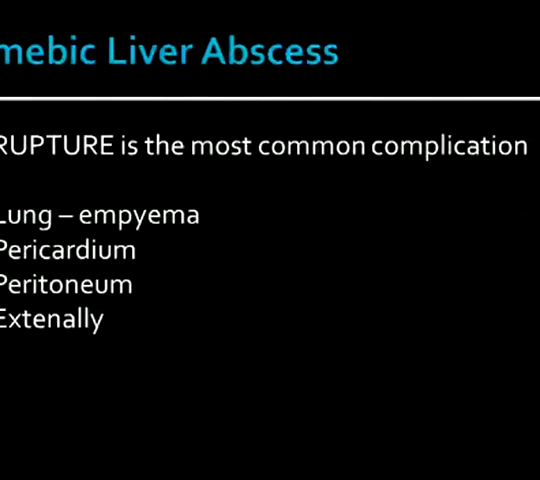 mebic Liver Abscess
RUPTURE is the most common complication
Lung – empyema
Pericardium
Peritoneum
Extenally